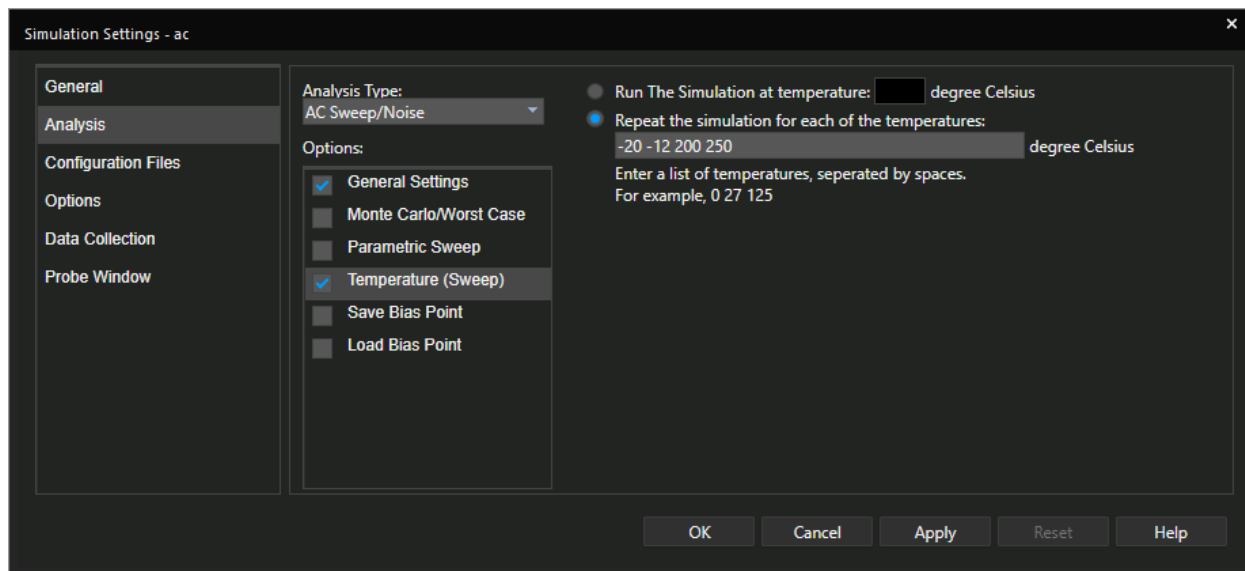 Simulation Settings - ac
×
General
Analysis
Configuration Files
Options
Data Collection
Probe Window
Analysis Type:
AC Sweep/Noise
Options:
General Settings
Monte Carlo/Worst Case
Parametric Sweep
Temperature (Sweep)
Save Bias Point
Load Bias Point
Run The Simulation at temperature: degree Celsius
Repeat the simulation for each of the temperatures:
-20 -12 200 250 degree Celsius
Enter a list of temperatures, seperated by spaces.
For example, 0 27 125
OK Cancel Apply Reset Help